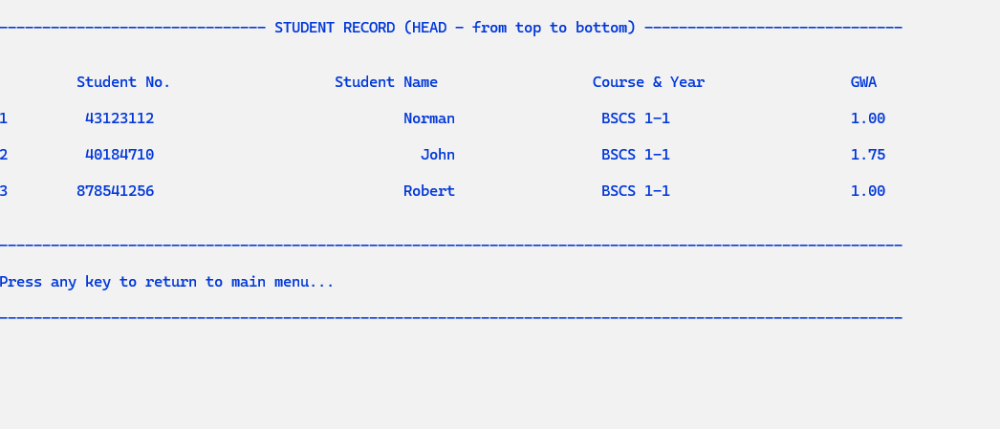 ------------------------------- STUDENT RECORD (HEAD - from top to bottom) ------------------------------
Student No. Student Name Course & Year GWA
1 43123112 Norman BSCS 1-1 1.00
2 40184710 John BSCS 1-1 1.75
3 878541256 Robert BSCS 1-1 1.00
---------------------------------------------------------------------------------------------------------
Press any key to return to main menu...
---------------------------------------------------------------------------------------------------------